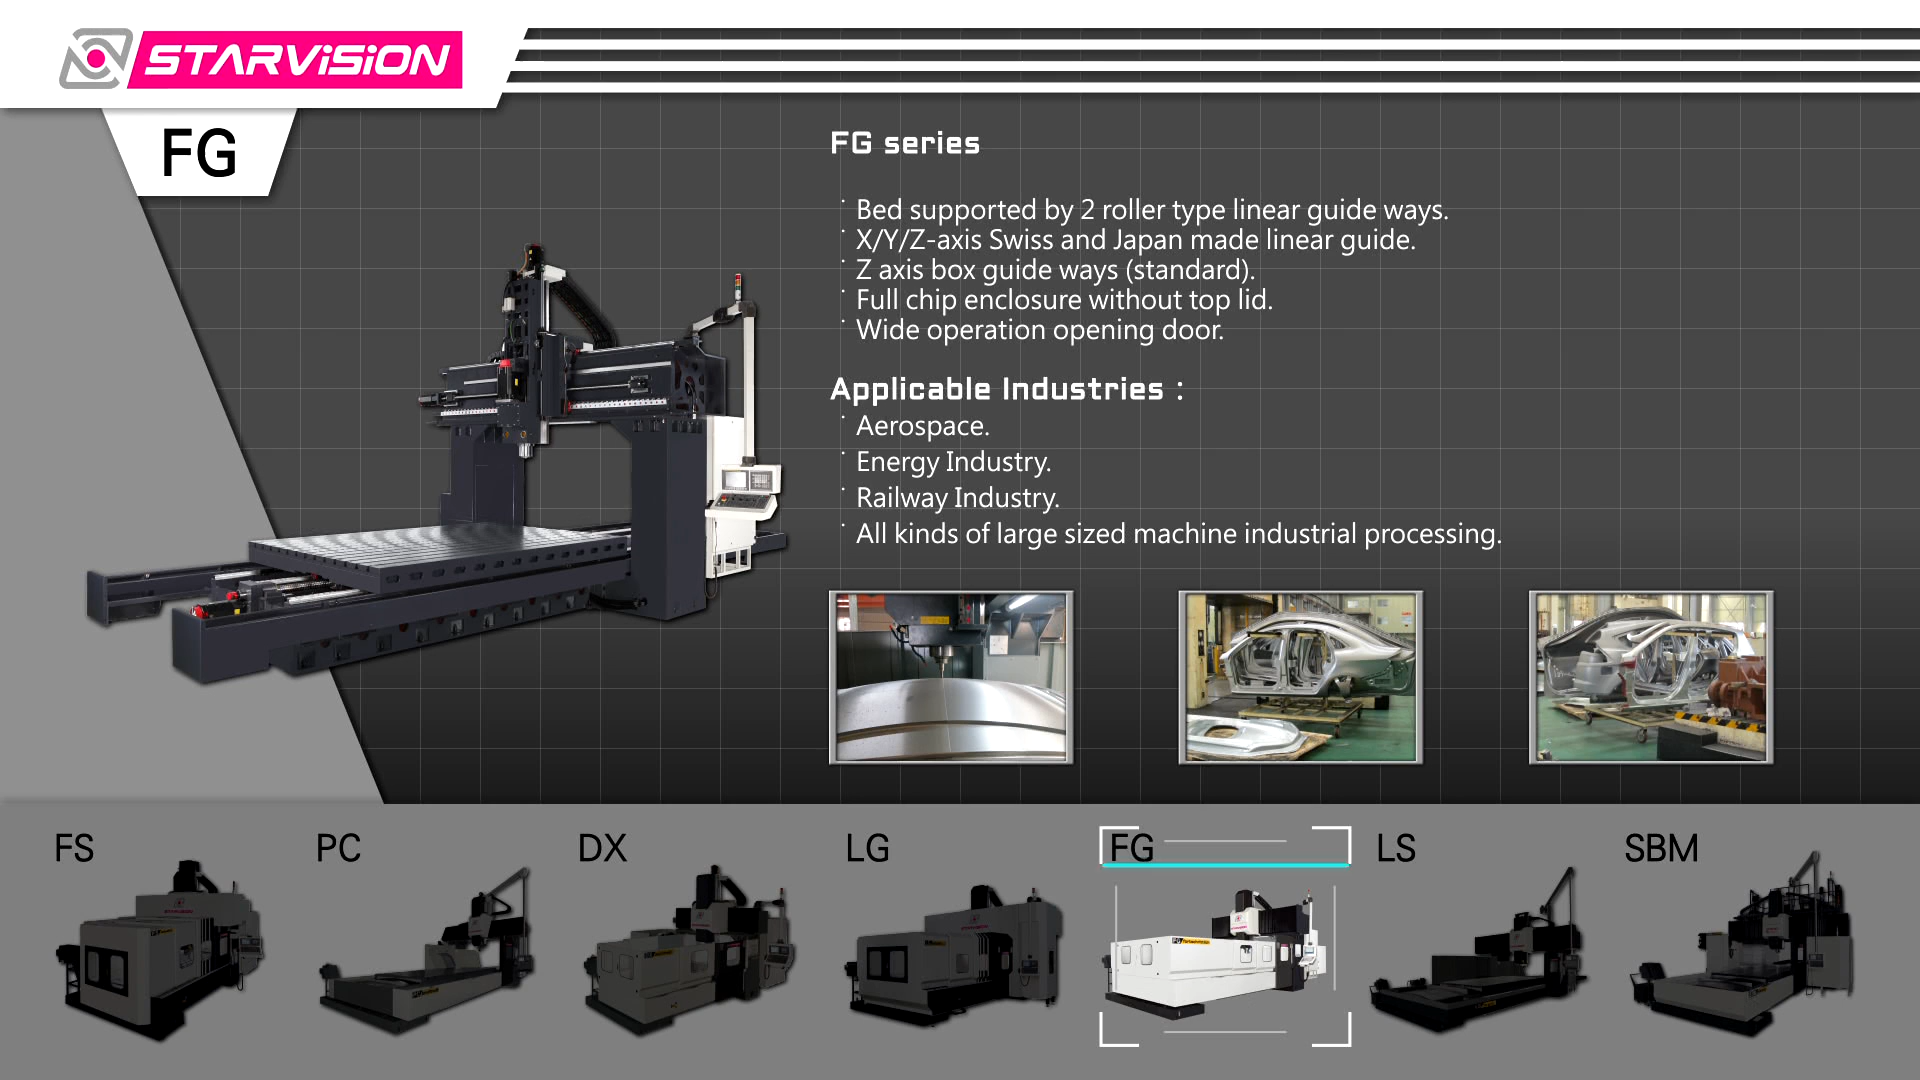 STARVISION
FG
FG series
Bed supported by 2 roller type linear guide ways.
X/Y/Z-axis Swiss and Japan made linear guide.
Z axis box guide ways (standard).
Full chip enclosure without top lid.
Wide operation opening door.
Applicable Industries :
Aerospace.
Energy Industry.
Railway Industry.
All kinds of large sized machine industrial processing.
FS
PC
DX
LG
FG
LS
SBM
STARVISION